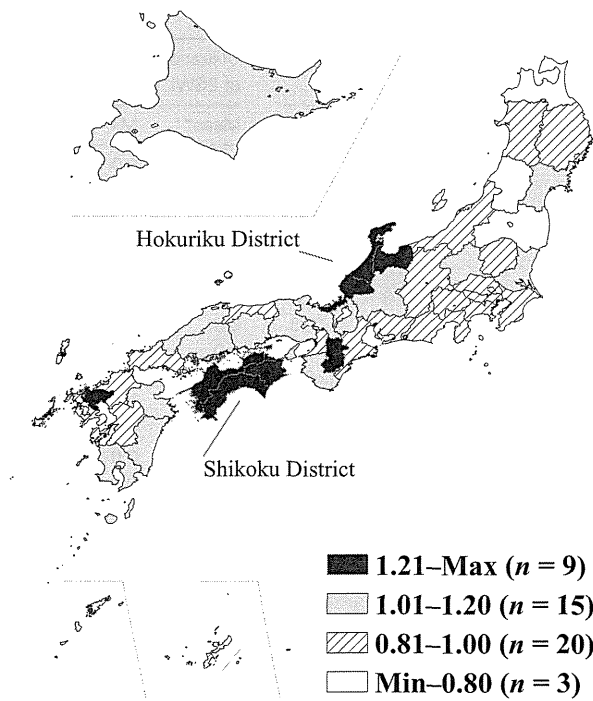 Hokuriku District
Shikoku District
1.21–Max (n = 9)
1.01–1.20 (n = 15)
0.81–1.00 (n = 20)
Min–0.80 (n = 3)